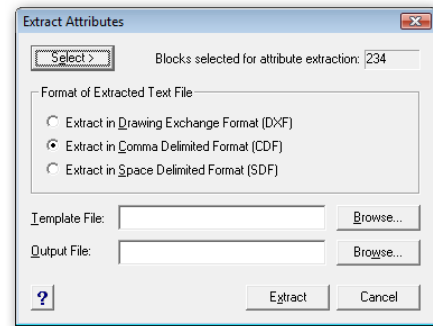 Extract Attributes
Select > Blocks selected for attribute extraction: 234
Format of Extracted Text File
Extract in Drawing Exchange Format (DXF)
Extract in Comma Delimited Format (CDF)
Extract in Space Delimited Format (SDF)
Template File: Browse...
Output File: Browse...
? Extract Cancel